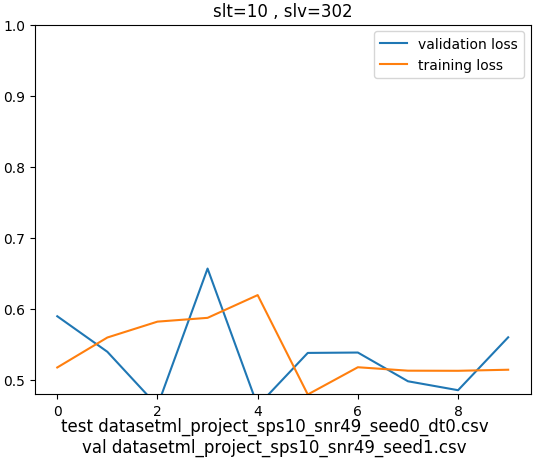 slt=10 , slv=302
validation loss
training loss
1.0
0.9
0.8
0.7
0.6
0.5
0 2 4 6 8
test datasetml_project_sps10_snr49_seed0_dt0.csv
val datasetml_project_sps10_snr49_seed1.csv